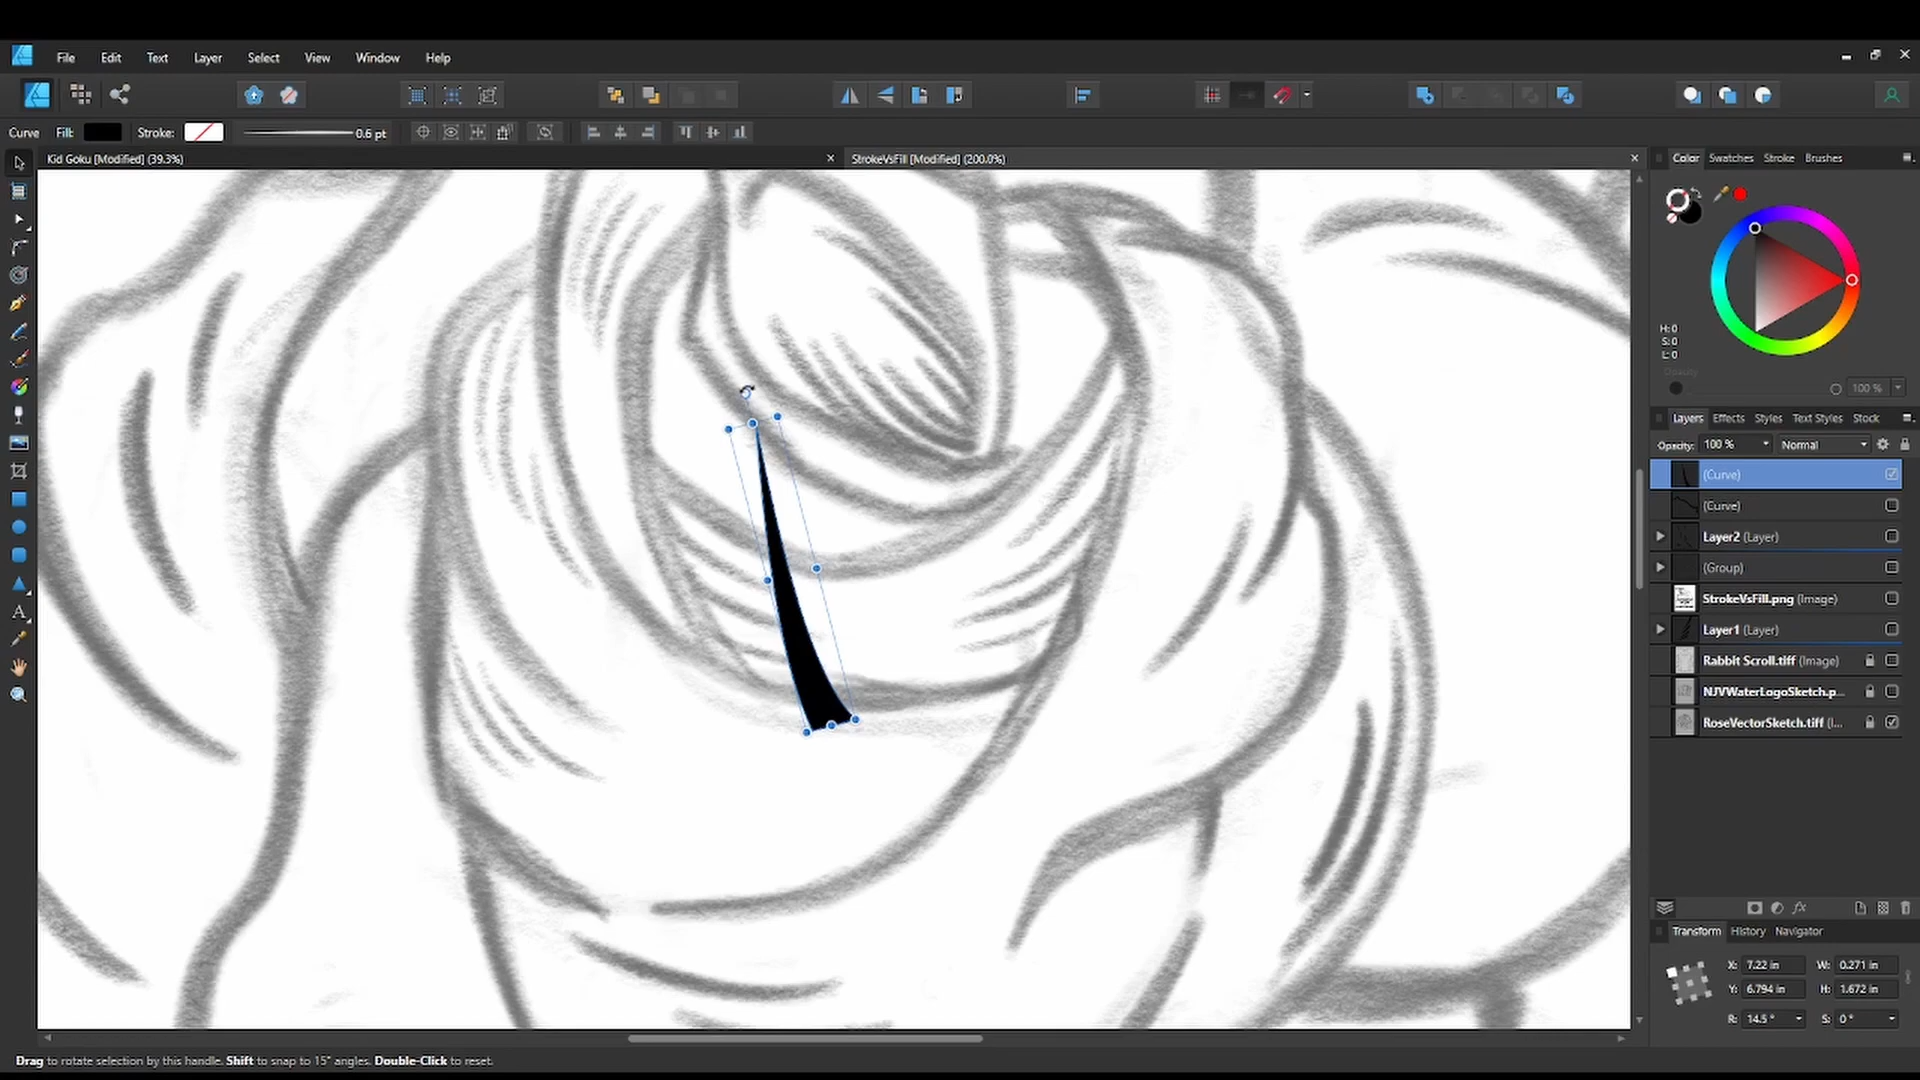 File Edit Text Layer Select View Window Help
Curve Fill: Stroke: 0.6 pt
Kid Goku [Modified] (39.3%) StrokeVsFill [Modified] (200.0%)
Color Swatches Stroke Brushes
H: 0
S: 0
L: 0
Opacity
100 %
Layers Effects Styles Text Styles Stock
Opacity: 100 % Normal
(Curve)
(Curve)
Layer2 (Layer)
(Group)
StrokeVsFill.png (Image)
Layer1 (Layer)
Rabbit Scroll.tiff (Image)
NJVWaterLogoSketch.p...
RoseVectorSketch.tiff (I...
fx
Transform History Navigator
X: 7.22 in W: 0.271 in
Y: 6.794 in H: 1.672 in
R: 14.5 ° S: 0 °
Drag to rotate selection by this handle. Shift to snap to 15° angles. Double-Click to reset.